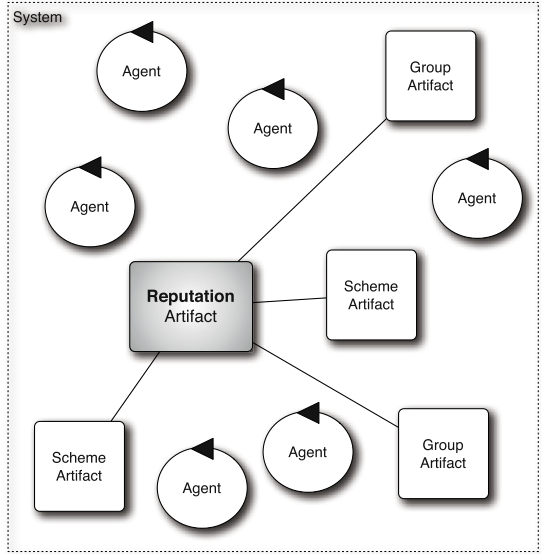 System
Agent
Group
Artifact
Agent
Agent
Agent
Reputation
Artifact
Scheme
Artifact
Scheme
Artifact
Agent
Agent
Group
Artifact